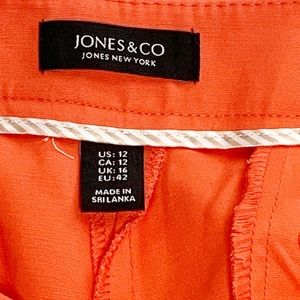 JONES & CO
JONES NEW YORK
US: 12
CA: 12
UK: 16
EU: 42
MADE IN
SRI LANKA